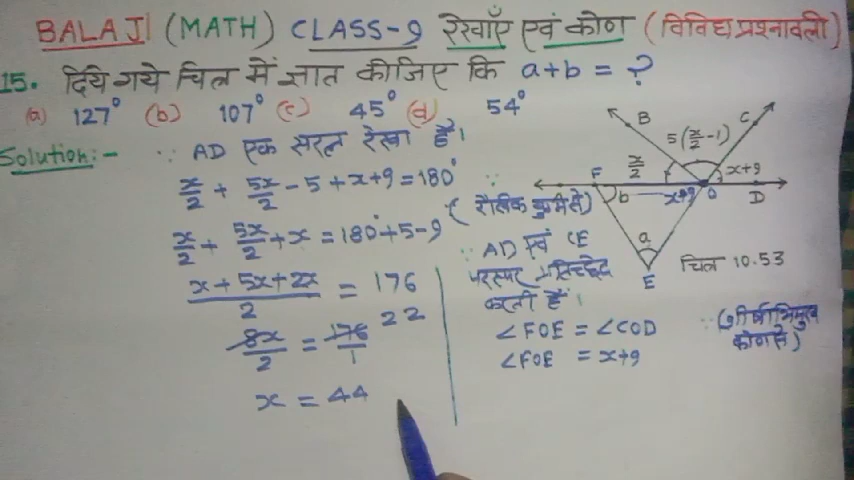 BALAJI (MATH) CLASS-9 रेखाएँ एवं कोण (विविध प्रश्नावली)
15. दिये गये चित्र में ज्ञात कीजिए कि a+b = ?
(a) 127° (b) 107° (c) 45° (d) 54°
Solution:- ∵ AD एक सरल रेखा है।
x/2 + 5x/2 - 5 + x+9 = 180° ∵
(रैखिक युग्म से)
x/2 + 5x/2 + x = 180°+5-9
(x + 5x + 2x)/2 = 176
8x/2 = 176/1 22
x = 44
∵ AD एवं CE
परस्पर प्रतिच्छेद
करती हैं।
∠FOE = ∠COD ∵ (शीर्षाभिमुख
कोण से)
∠FOE = x+9
B C
5(x/2 -1)
F x/2 x+9
b x+9 O D
a
E
चित्र 10.53